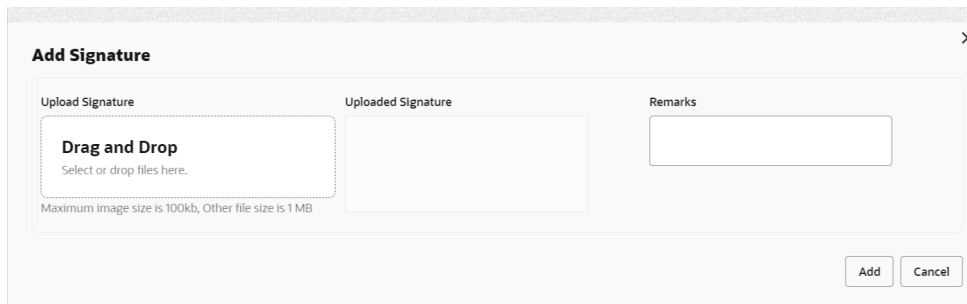 Add Signature
Upload Signature
Uploaded Signature
Remarks
Drag and Drop
Select or drop files here.
Maximum image size is 100kb, Other file size is 1 MB
Add
Cancel